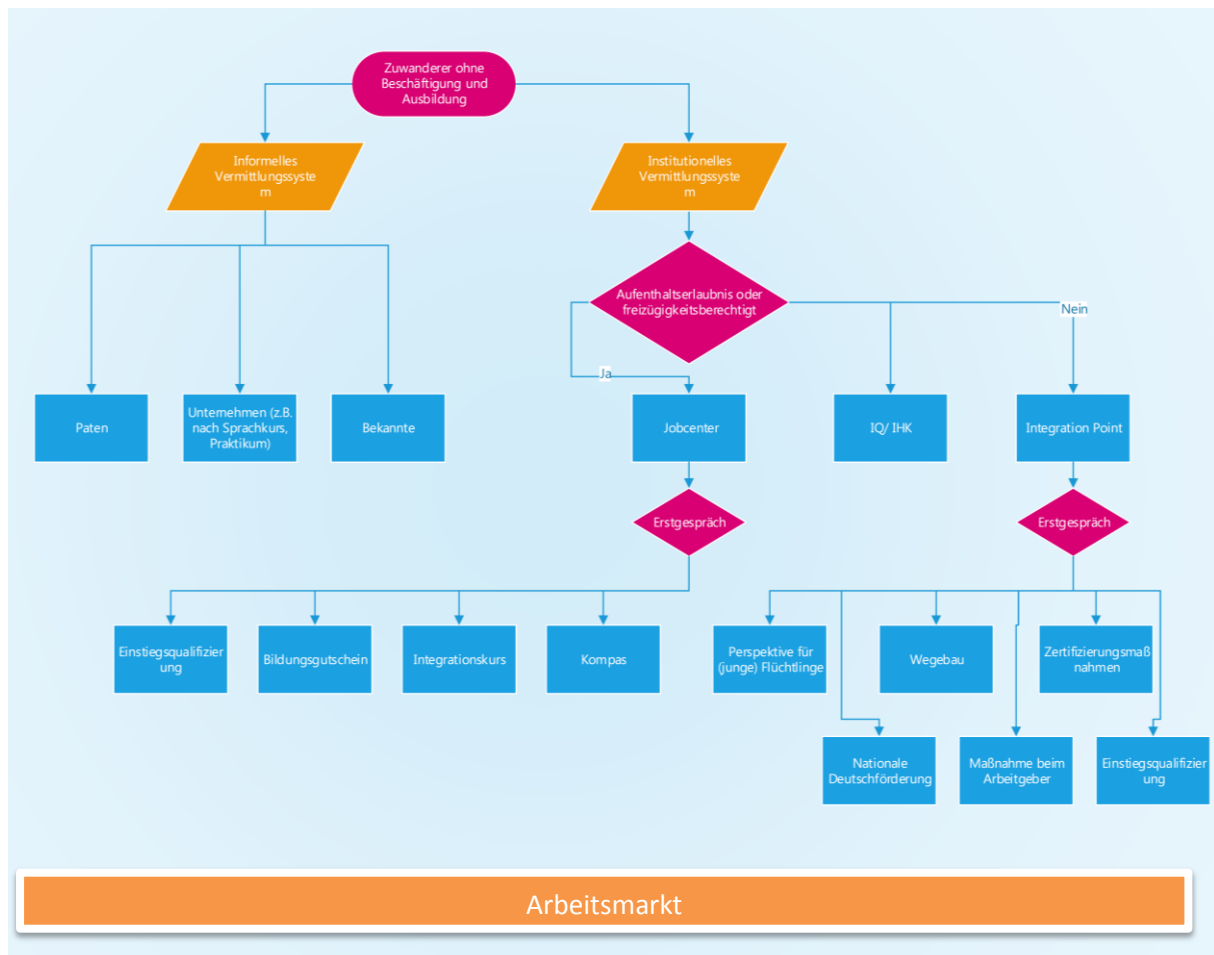 Zuwanderer ohne
Beschäftigung und
Ausbildung
Informelles
Vermittlungssyste
m
Institutionelles
Vermittlungssyste
m
Aufenthaltserlaubnis oder
freizügigkeitsberechtigt
Nein
Ja
Paten
Unternehmen (z.B.
nach Sprachkurs,
Praktikum)
Bekannte
Jobcenter
IQ/ IHK
Integration Point
Erstgespräch
Erstgespräch
Einstiegsqualifizier
ung
Bildungsgutschein
Integrationskurs
Kompas
Perspektive für
(junge) Flüchtlinge
Wegebau
Zertifizierungsmaß
nahmen
Nationale
Deutschförderung
Maßnahme beim
Arbeitgeber
Einstiegsqualifizier
ung
Arbeitsmarkt